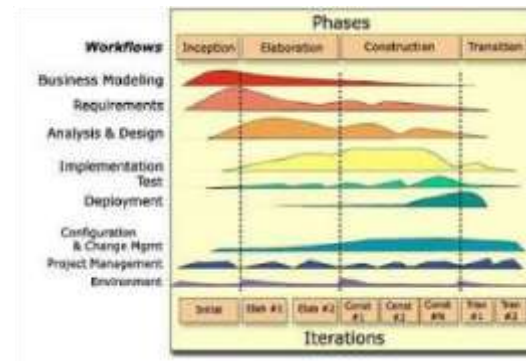 Phases
Workflows Inception Elaboration Construction Transition
Business Modeling
Requirements
Analysis & Design
Implementation
Test
Deployment
Configuration
& Change Mgmt
Project Management
Environment
Initial Elab #1 Elab #2 Const #1 Const #2 Const #N Tran #1 Tran #2
Iterations